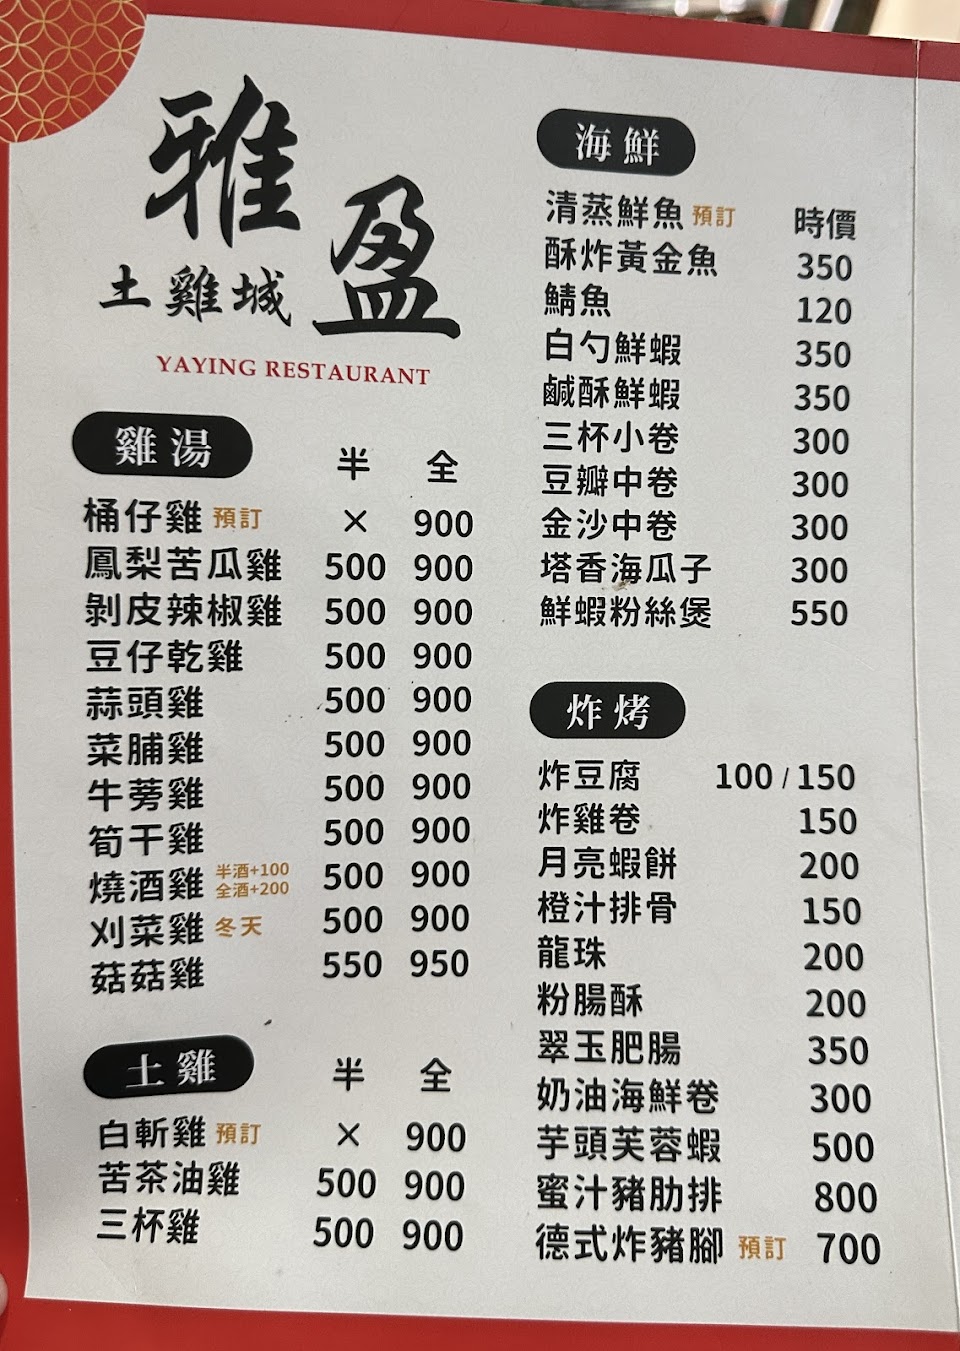 雅盈
土雞城
YAYING RESTAURANT
雞湯 半 全
桶仔雞 預訂 × 900
鳳梨苦瓜雞 500 900
剝皮辣椒雞 500 900
豆仔乾雞 500 900
蒜頭雞 500 900
菜脯雞 500 900
牛蒡雞 500 900
筍干雞 500 900
燒酒雞 半酒+100 全酒+200 500 900
刈菜雞 冬天 500 900
菇菇雞 550 950
土雞 半 全
白斬雞 預訂 × 900
苦茶油雞 500 900
三杯雞 500 900
海鮮
清蒸鮮魚 預訂 時價
酥炸黃金魚 350
鯖魚 120
白勺鮮蝦 350
鹹酥鮮蝦 350
三杯小卷 300
豆瓣中卷 300
金沙中卷 300
塔香海瓜子 300
鮮蝦粉絲煲 550
炸烤
炸豆腐 100/150
炸雞卷 150
月亮蝦餅 200
橙汁排骨 150
龍珠 200
粉腸酥 200
翠玉肥腸 350
奶油海鮮卷 300
芋頭芙蓉蝦 500
蜜汁豬肋排 800
德式炸豬腳 預訂 700